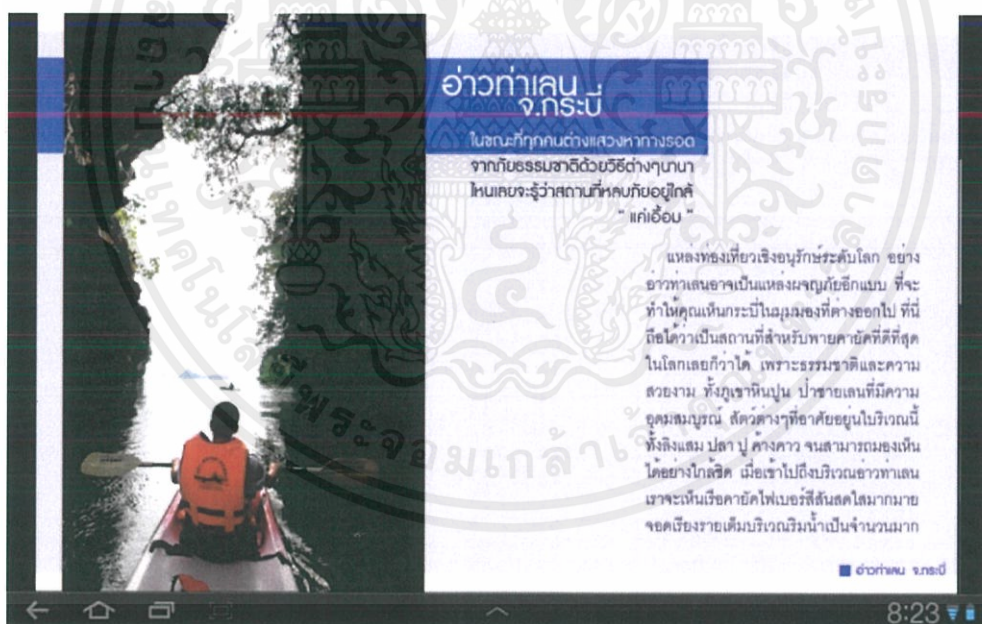 อ่าวท่าเลน
จ.กระบี่
ในขณะที่ทุกคนต่างแสวงหาทางรอด
จากภัยธรรมชาติด้วยวิธีต่างๆนานา
ไหนเลยจะรู้ว่าสถานที่หลบภัยอยู่ใกล้
" แค่เอื้อม "
แหล่งท่องเที่ยวเชิงอนุรักษ์ระดับโลก อย่าง
อ่าวท่าเลนอาจเป็นแหล่งผจญภัยอีกแบบ ที่จะ
ทำให้คุณเห็นกระบี่ในมุมมองที่ต่างออกไป ที่นี่
ถือได้ว่าเป็นสถานที่สำหรับพายคายัคที่ดีที่สุด
ในโลกเลยก็ว่าได้ เพราะธรรมชาติและความ
สวยงาม ทั้งภูเขาหินปูน ป่าชายเลนที่มีความ
อุดมสมบูรณ์ สัตว์ต่างๆที่อาศัยอยู่ในบริเวณนี้
ทั้งลิงแสม ปลา ปู ค้างคาว จนสามารถมองเห็น
ได้อย่างใกล้ชิด เมื่อเข้าไปถึงบริเวณอ่าวท่าเลน
เราจะเห็นเรือคายัคไฟเบอร์สีสันสดใสมากมาย
จอดเรียงรายเต็มบริเวณริมน้ำเป็นจำนวนมาก
อ่าวท่าเลน จ.กระบี่
8:23